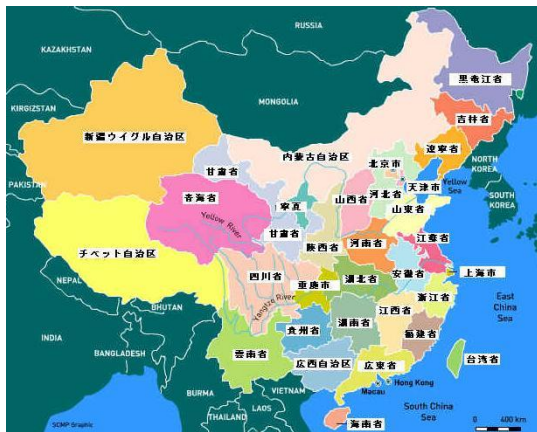 RUSSIA
KAZAKHSTAN
黒竜江省
MONGOLIA
KIRGIZSTAN
吉林省
新疆ウイグル自治区
遼寧省
内蒙古自治区
北京市
NORTH
KOREA
甘粛省
天津市
Yellow
Sea
PAKISTAN
青海省
寧夏
山西省
河北省
SOUTH
KOREA
山東省
Yellow River
甘粛省
陝西省
河南省
江蘇省
チベット自治区
四川省
重慶市
湖北省
安徽省
上海市
NEPAL
Yangtze River
浙江省
East
China
Sea
BHUTAN
貴州省
湖南省
江西省
福建省
INDIA
雲南省
広西自治区
広東省
台湾省
BANGLADESH
Hong Kong
Macau
BURMA
VIETNAM
LAOS
THAILAND
South China
Sea
海南省
SCMP Graphic
0 400 km